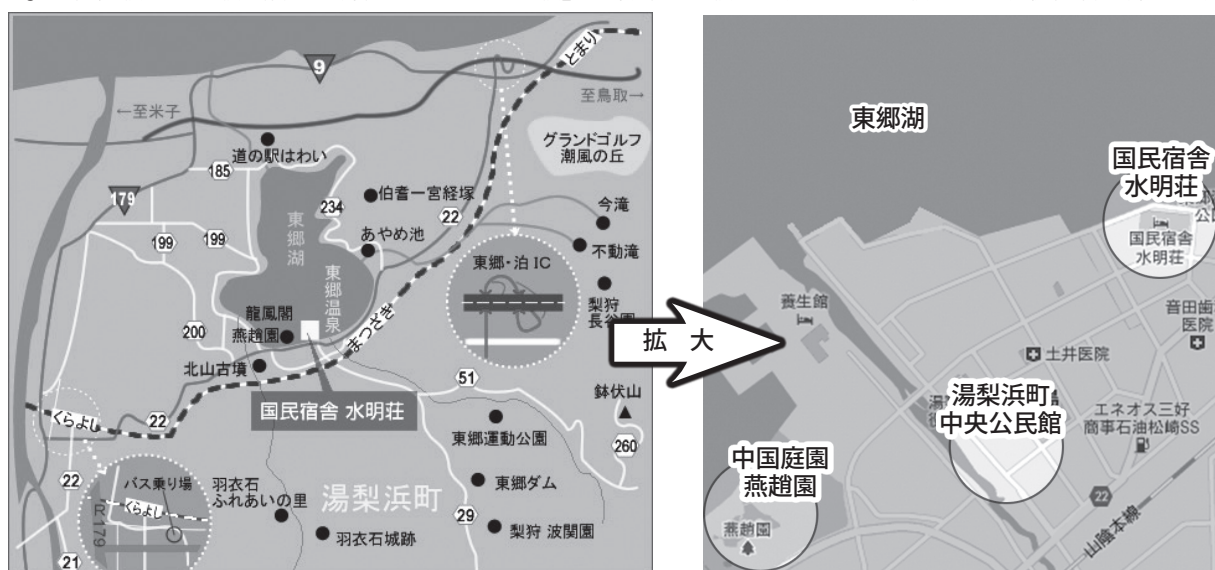 9
とまり
←至米子
至鳥取→
道の駅はわい
グランドゴルフ
潮風の丘
185
179
伯耆一宮経塚
234
22
今滝
199
199
東郷湖
あやめ池
不動滝
東郷・泊 IC
東郷温泉
梨狩
長谷園
龍鳳閣
燕趙園
まつざき
200
北山古墳
51
鉢伏山
国民宿舎 水明荘
くらよし
22
東郷運動公園
260
22
バス乗り場
羽衣石
ふれあいの里
湯梨浜町
東郷ダム
くらよし
R179
29
羽衣石城跡
梨狩 波関園
21
拡 大
東郷湖
国民宿舎
水明荘
国民宿舎
水明荘
養生館
音田歯
医院
土井医院
湯梨浜町
中央公民館
エネオス三好
商事石油松崎SS
中国庭園
燕趙園
22
燕趙園
山陰本線